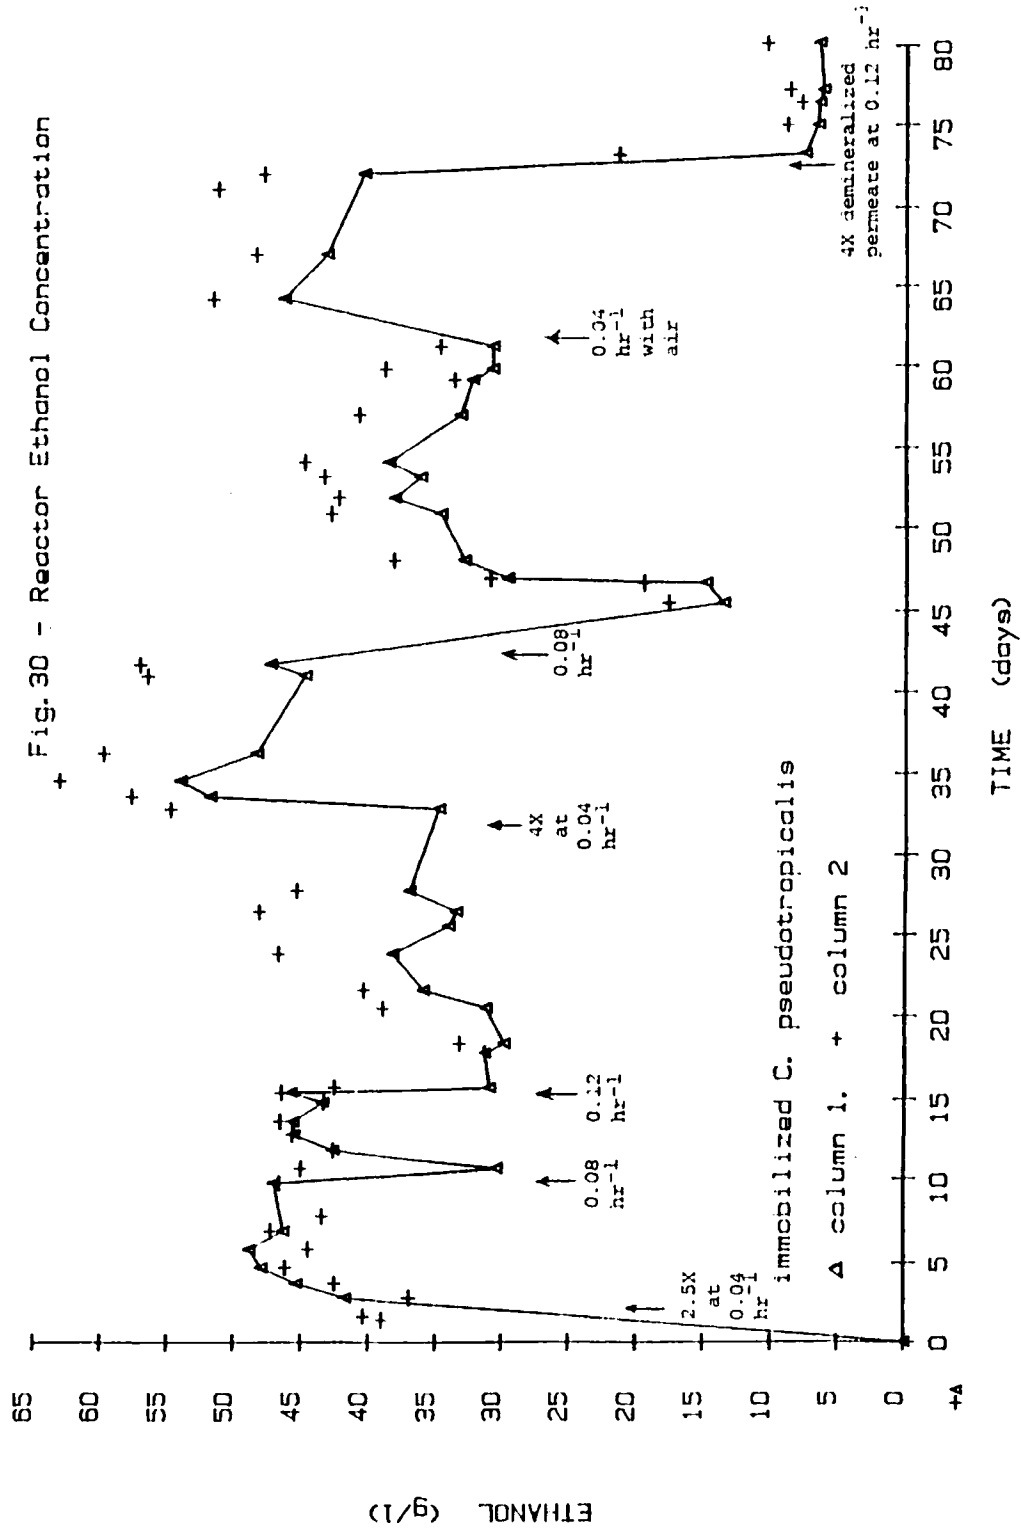 Fig. 30 - Reactor Ethanol Concentration
ETHANOL (g/l)
65
60
55
50
45
40
35
30
25
20
15
10
5
0
+Δ
2.5X
at
0.04
hr⁻¹
0.08
hr⁻¹
0.12
hr⁻¹
4X
at
0.04
hr⁻¹
0.08
hr⁻¹
0.04
hr⁻¹
with
air
4X demineralized
permeate at 0.12 hr⁻¹
immobilized C. pseudotropicalis
Δ column 1. + column 2
0 5 10 15 20 25 30 35 40 45 50 55 60 65 70 75 80
TIME (days)